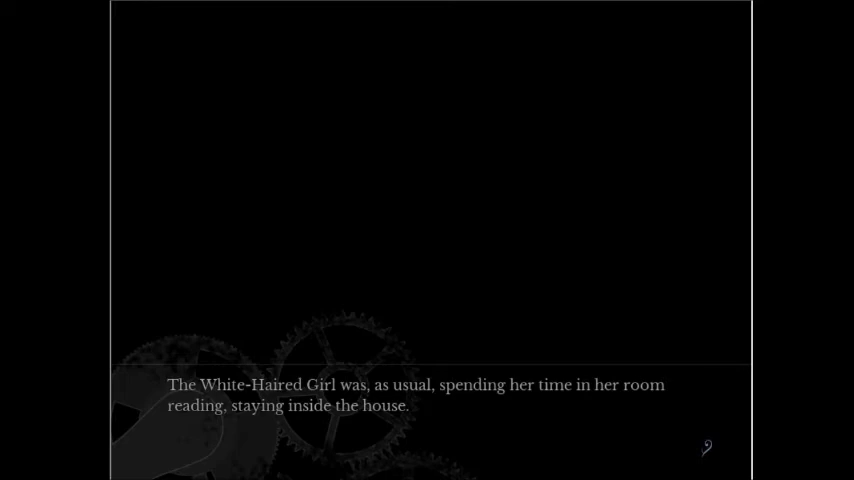 The White-Haired Girl was, as usual, spending her time in her room
reading, staying inside the house.